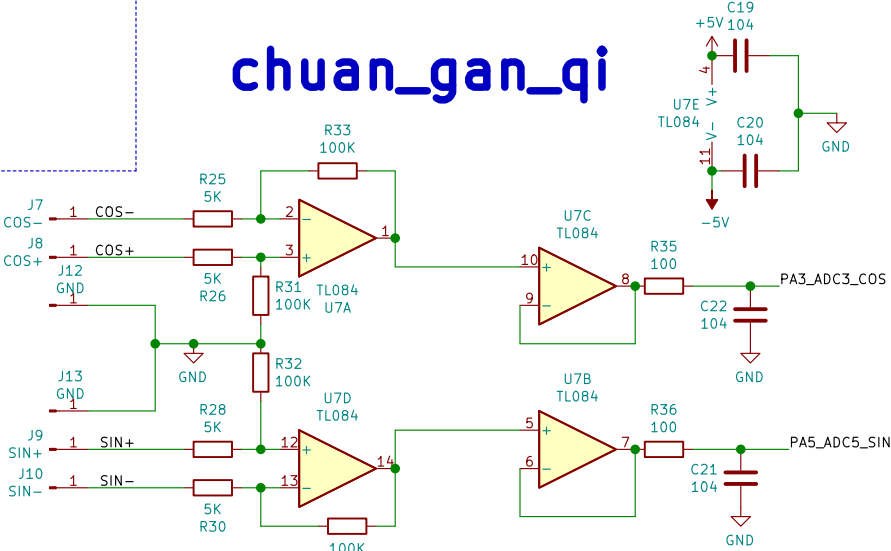 chuan_gan_qi
C19
104
+5V
4
V+
U7E
TL084
V-
11
-5V
C20
104
GND
R33
100K
J7
COS-
1
COS-
R25
5K
2
-
1
J8
COS+
1
COS+
5K
R26
3
+
TL084
U7A
J12
GND
1
R31
100K
GND
R32
100K
J13
GND
1
U7C
TL084
10
+
8
9
-
R35
100
PA3_ADC3_COS
C22
104
GND
U7D
TL084
R28
5K
J9
SIN+
1
SIN+
12
+
14
J10
SIN-
1
SIN-
13
-
5K
R30
100K
U7B
TL084
5
+
7
6
-
R36
100
PA5_ADC5_SIN
C21
104
GND